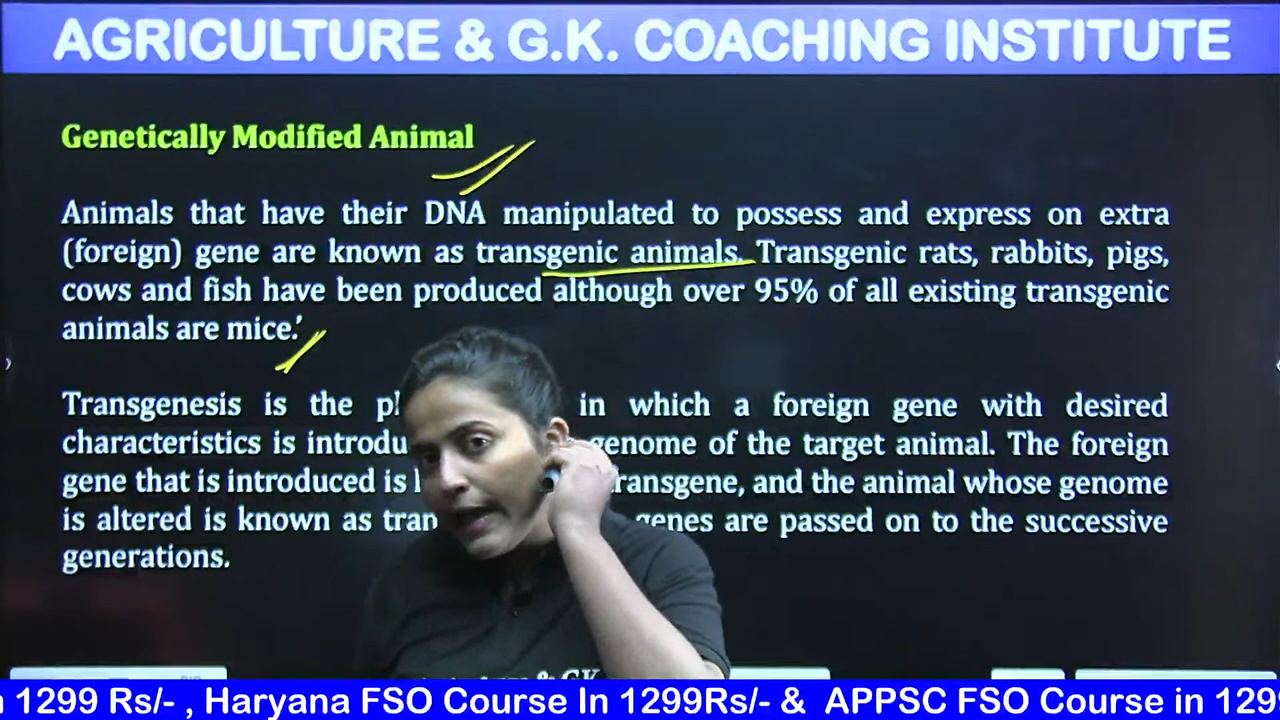 AGRICULTURE & G.K. COACHING INSTITUTE
Genetically Modified Animal
Animals that have their DNA manipulated to possess and express on extra
(foreign) gene are known as transgenic animals. Transgenic rats, rabbits, pigs,
cows and fish have been produced although over 95% of all existing transgenic
animals are mice.'
Transgenesis is the in which a foreign gene with desired
characteristics is genome of the target animal. The foreign
gene that is introduced is transgene, and the animal whose genome
is altered is known as genes are passed on to the successive
generations.
& G.K
1299 Rs/- , Haryana FSO Course In 1299Rs/- & APPSC FSO Course in